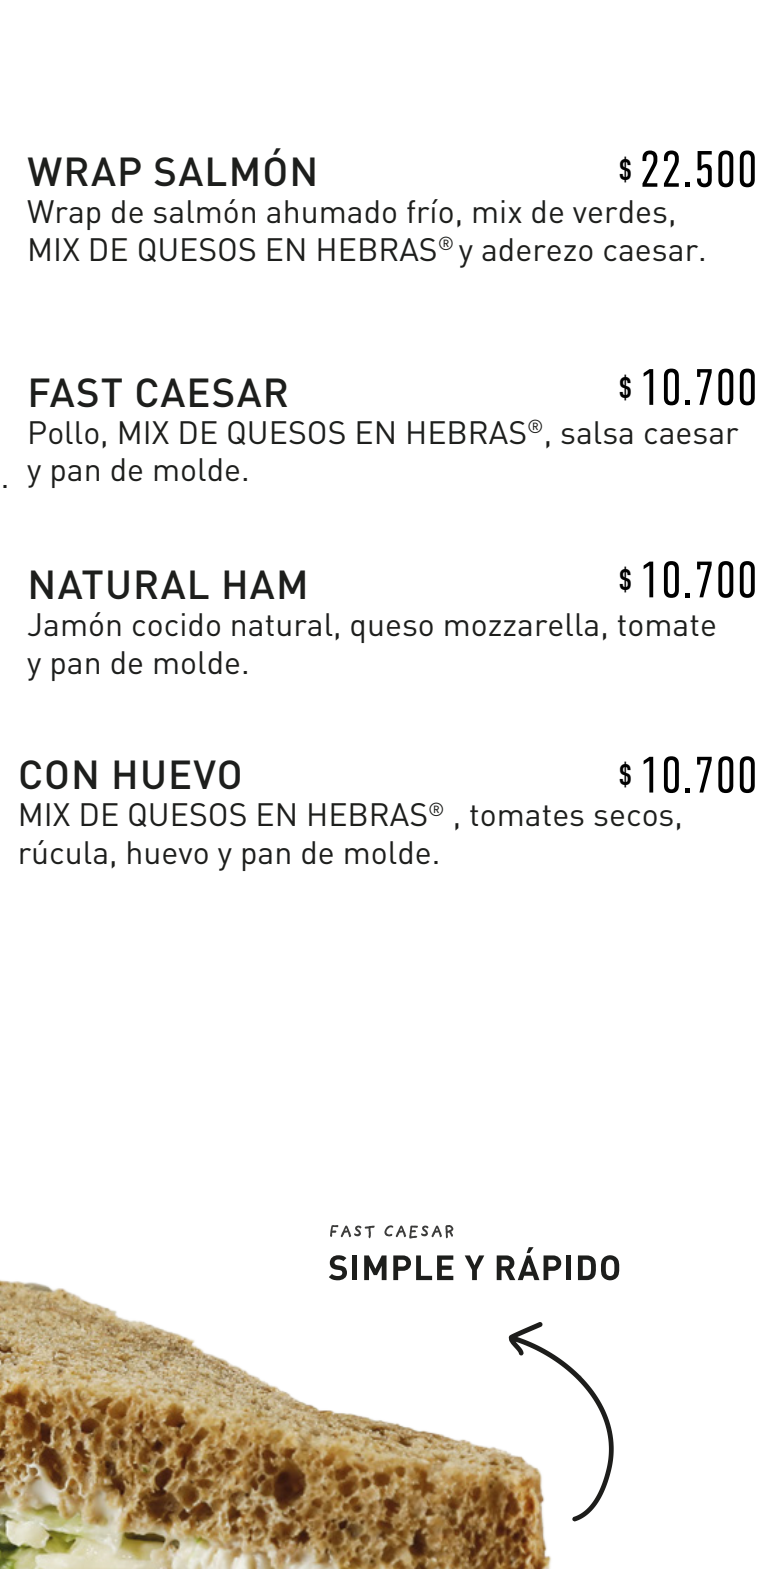 WRAP SALMÓN $ 22.500
Wrap de salmón ahumado frío, mix de verdes,
MIX DE QUESOS EN HEBRAS® y aderezo caesar.
FAST CAESAR $ 10.700
Pollo, MIX DE QUESOS EN HEBRAS®, salsa caesar
. y pan de molde.
NATURAL HAM $ 10.700
Jamón cocido natural, queso mozzarella, tomate
y pan de molde.
CON HUEVO $ 10.700
MIX DE QUESOS EN HEBRAS® , tomates secos,
rúcula, huevo y pan de molde.
FAST CAESAR
SIMPLE Y RÁPIDO